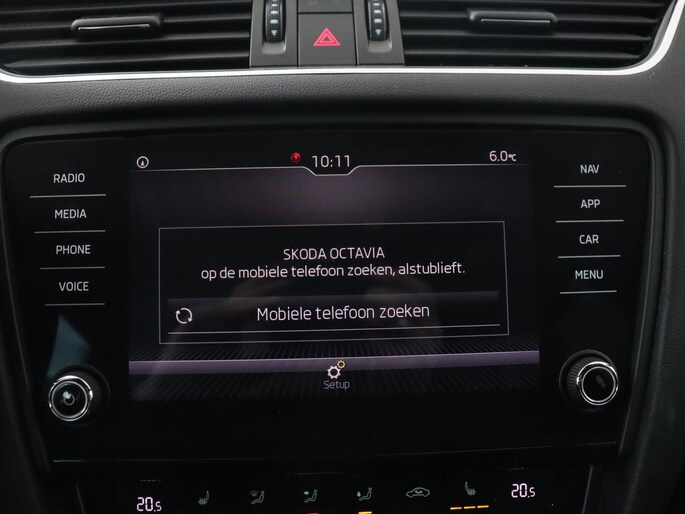 10:11
6.0°C
RADIO
MEDIA
PHONE
VOICE
NAV
APP
CAR
MENU
SKODA OCTAVIA
op de mobiele telefoon zoeken, alstublieft.
Mobiele telefoon zoeken
Setup
20,5
20,5